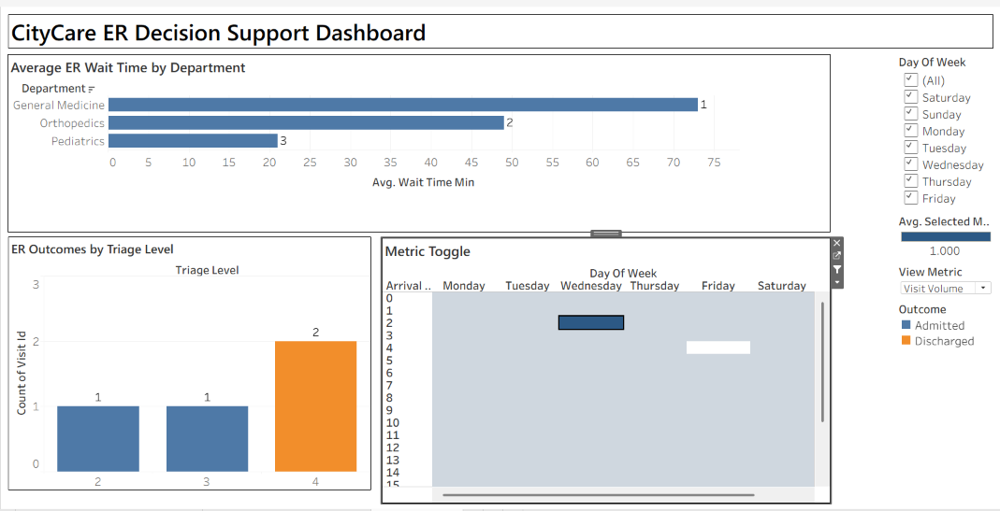 CityCare ER Decision Support Dashboard
Average ER Wait Time by Department
Department
General Medicine 1
Orthopedics 2
Pediatrics 3
0 5 10 15 20 25 30 35 40 45 50 55 60 65 70 75
Avg. Wait Time Min
ER Outcomes by Triage Level
Triage Level
Count of Visit Id
3
2
1
0
1 1 2
2 3 4
Metric Toggle
Day Of Week
Arrival .. Monday Tuesday Wednesday Thursday Friday Saturday
0
1
2
3
4
5
6
7
8
9
10
11
12
13
14
15
Day Of Week
(All)
Saturday
Sunday
Monday
Tuesday
Wednesday
Thursday
Friday
Avg. Selected M..
1.000
View Metric
Visit Volume
Outcome
Admitted
Discharged